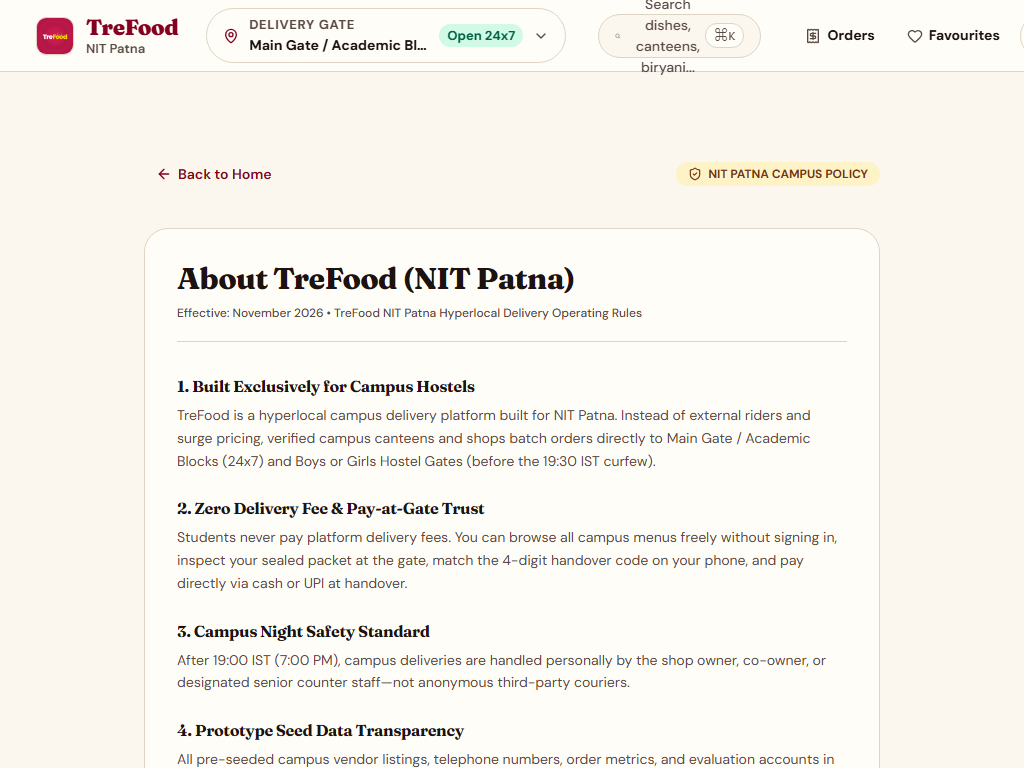 TreFood
TreFood
NIT Patna
DELIVERY GATE
Main Gate / Academic Bl...
Open 24x7
Search
dishes,
canteens,
biryani...
⌘K
Orders
Favourites
Back to Home
NIT PATNA CAMPUS POLICY
About TreFood (NIT Patna)
Effective: November 2026 • TreFood NIT Patna Hyperlocal Delivery Operating Rules
1. Built Exclusively for Campus Hostels
TreFood is a hyperlocal campus delivery platform built for NIT Patna. Instead of external riders and
surge pricing, verified campus canteens and shops batch orders directly to Main Gate / Academic
Blocks (24x7) and Boys or Girls Hostel Gates (before the 19:30 IST curfew).
2. Zero Delivery Fee & Pay-at-Gate Trust
Students never pay platform delivery fees. You can browse all campus menus freely without signing in,
inspect your sealed packet at the gate, match the 4-digit handover code on your phone, and pay
directly via cash or UPI at handover.
3. Campus Night Safety Standard
After 19:00 IST (7:00 PM), campus deliveries are handled personally by the shop owner, co-owner, or
designated senior counter staff—not anonymous third-party couriers.
4. Prototype Seed Data Transparency
All pre-seeded campus vendor listings, telephone numbers, order metrics, and evaluation accounts in